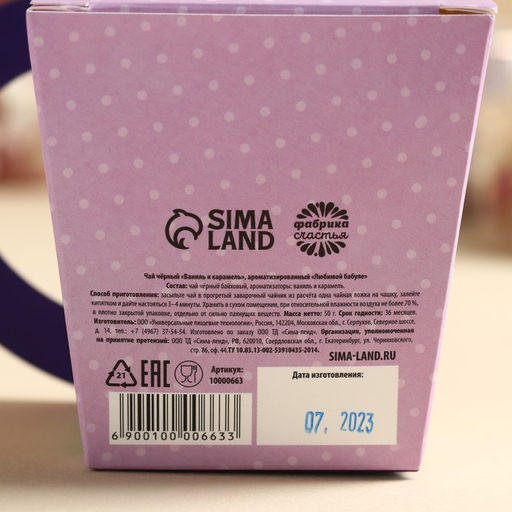 SIMA
LAND
фабрика
счастья
Чай чёрный «Ваниль и карамель», ароматизированный «Любимой бабуле»
Состав: чай чёрный байховый, ароматизаторы: ваниль и карамель.
Способ приготовления: засыпьте чай в прогретый заварочный чайник из расчёта одна чайная ложка на чашку, залейте
кипятком и дайте настояться 3–4 минуты. Хранить в сухом помещении, при относительной влажности воздуха не более 70 %,
в плотно закрытой упаковке, отдельно от сильно пахнущих веществ. Масса нетто: 50 г. Срок годности: 36 месяцев.
Изготовитель: ООО «Универсальные пищевые технологии», Россия, 142204, Московская обл., г. Серпухов, Северное шоссе,
д. 14, тел.: +7 (4967) 37-54-54. Изготовлено по заказу ООО ТД «Сима-ленд». Организация, уполномоченная
на принятие претензий: ООО ТД «Сима-ленд», РФ, 620010, Свердловская обл., г. Екатеринбург, ул. Черняховского,
стр. 86, оф. 44.ТУ 10.83.13-002-53910435-2014.
SIMA-LAND.RU
21
EAC
Артикул:
10000663
Дата изготовления:
07. 2023
6 900100 006633